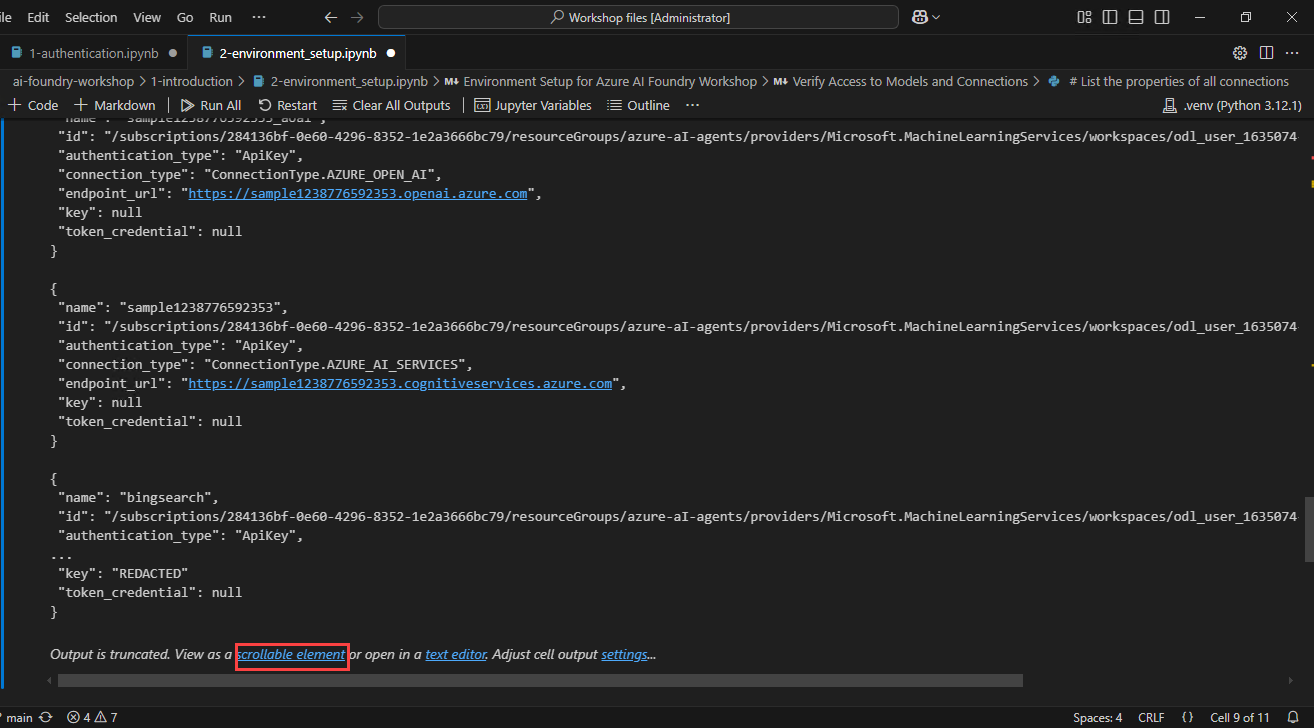 ile Edit Selection View Go Run ··· Workshop files [Administrator]
1-authentication.ipynb 2-environment_setup.ipynb
ai-foundry-workshop > 1-introduction > 2-environment_setup.ipynb > M↓ Environment Setup for Azure AI Foundry Workshop > M↓ Verify Access to Models and Connections > # List the properties of all connections
+ Code + Markdown | Run All Restart Clear All Outputs | Jupyter Variables Outline ··· .venv (Python 3.12.1)
"name": "sample1238776592353_aoai",
"id": "/subscriptions/284136bf-0e60-4296-8352-1e2a3666bc79/resourceGroups/azure-aI-agents/providers/Microsoft.MachineLearningServices/workspaces/odl_user_1635074
"authentication_type": "ApiKey",
"connection_type": "ConnectionType.AZURE_OPEN_AI",
"endpoint_url": "https://sample1238776592353.openai.azure.com",
"key": null
"token_credential": null
}
{
"name": "sample1238776592353",
"id": "/subscriptions/284136bf-0e60-4296-8352-1e2a3666bc79/resourceGroups/azure-aI-agents/providers/Microsoft.MachineLearningServices/workspaces/odl_user_1635074
"authentication_type": "ApiKey",
"connection_type": "ConnectionType.AZURE_AI_SERVICES",
"endpoint_url": "https://sample1238776592353.cognitiveservices.azure.com",
"key": null
"token_credential": null
}
{
"name": "bingsearch",
"id": "/subscriptions/284136bf-0e60-4296-8352-1e2a3666bc79/resourceGroups/azure-aI-agents/providers/Microsoft.MachineLearningServices/workspaces/odl_user_1635074
"authentication_type": "ApiKey",
...
"key": "REDACTED"
"token_credential": null
}
Output is truncated. View as a scrollable element or open in a text editor. Adjust cell output settings...
main 4 7 Spaces: 4 CRLF {} Cell 9 of 11